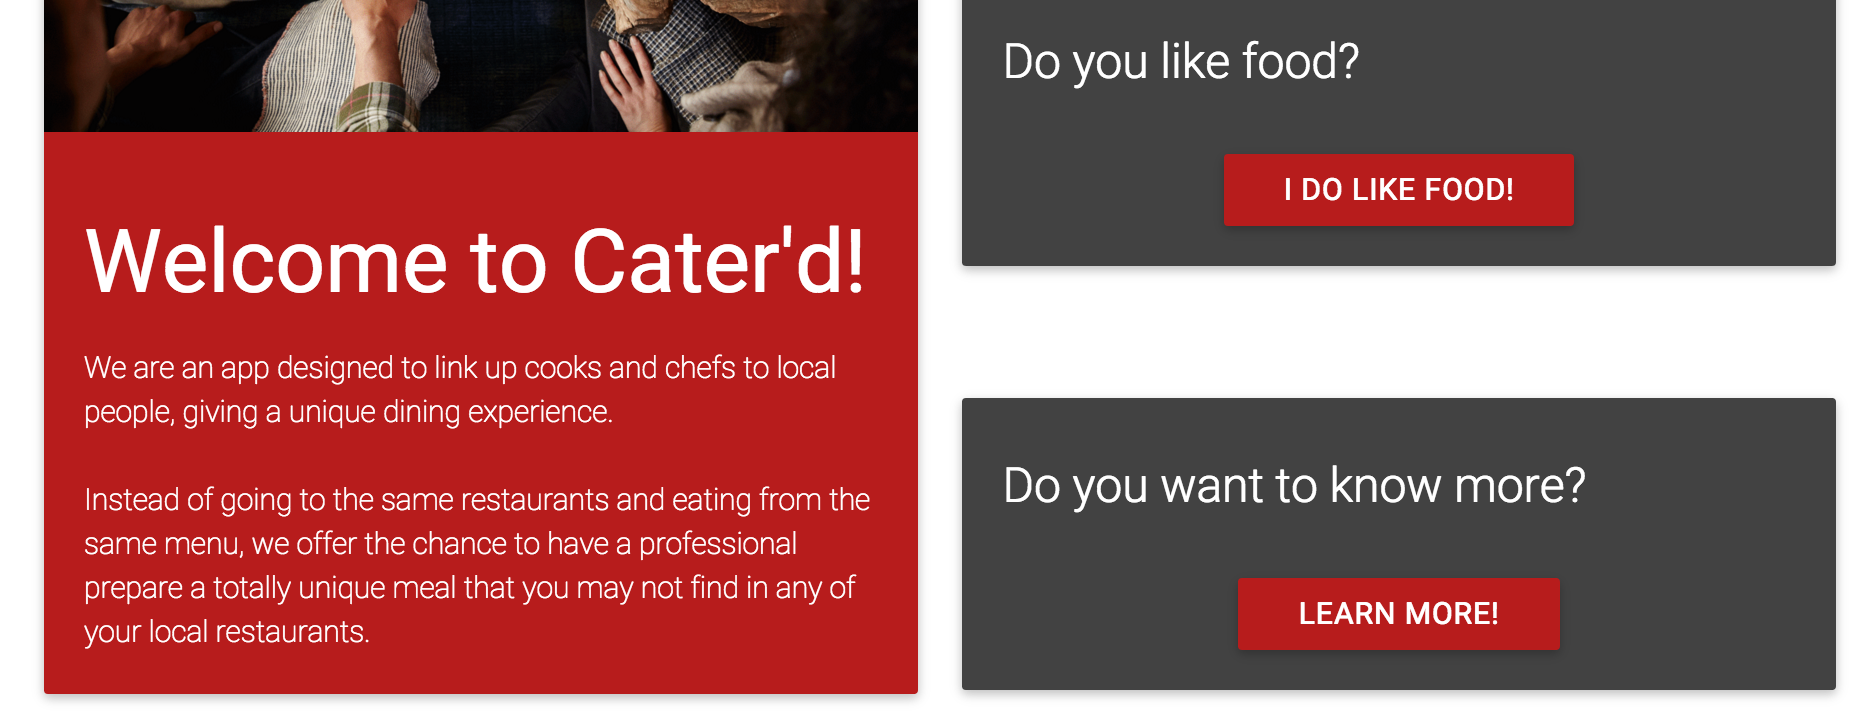 Welcome to Cater'd!
We are an app designed to link up cooks and chefs to local
people, giving a unique dining experience.
Instead of going to the same restaurants and eating from the
same menu, we offer the chance to have a professional
prepare a totally unique meal that you may not find in any of
your local restaurants.
Do you like food?
I DO LIKE FOOD!
Do you want to know more?
LEARN MORE!